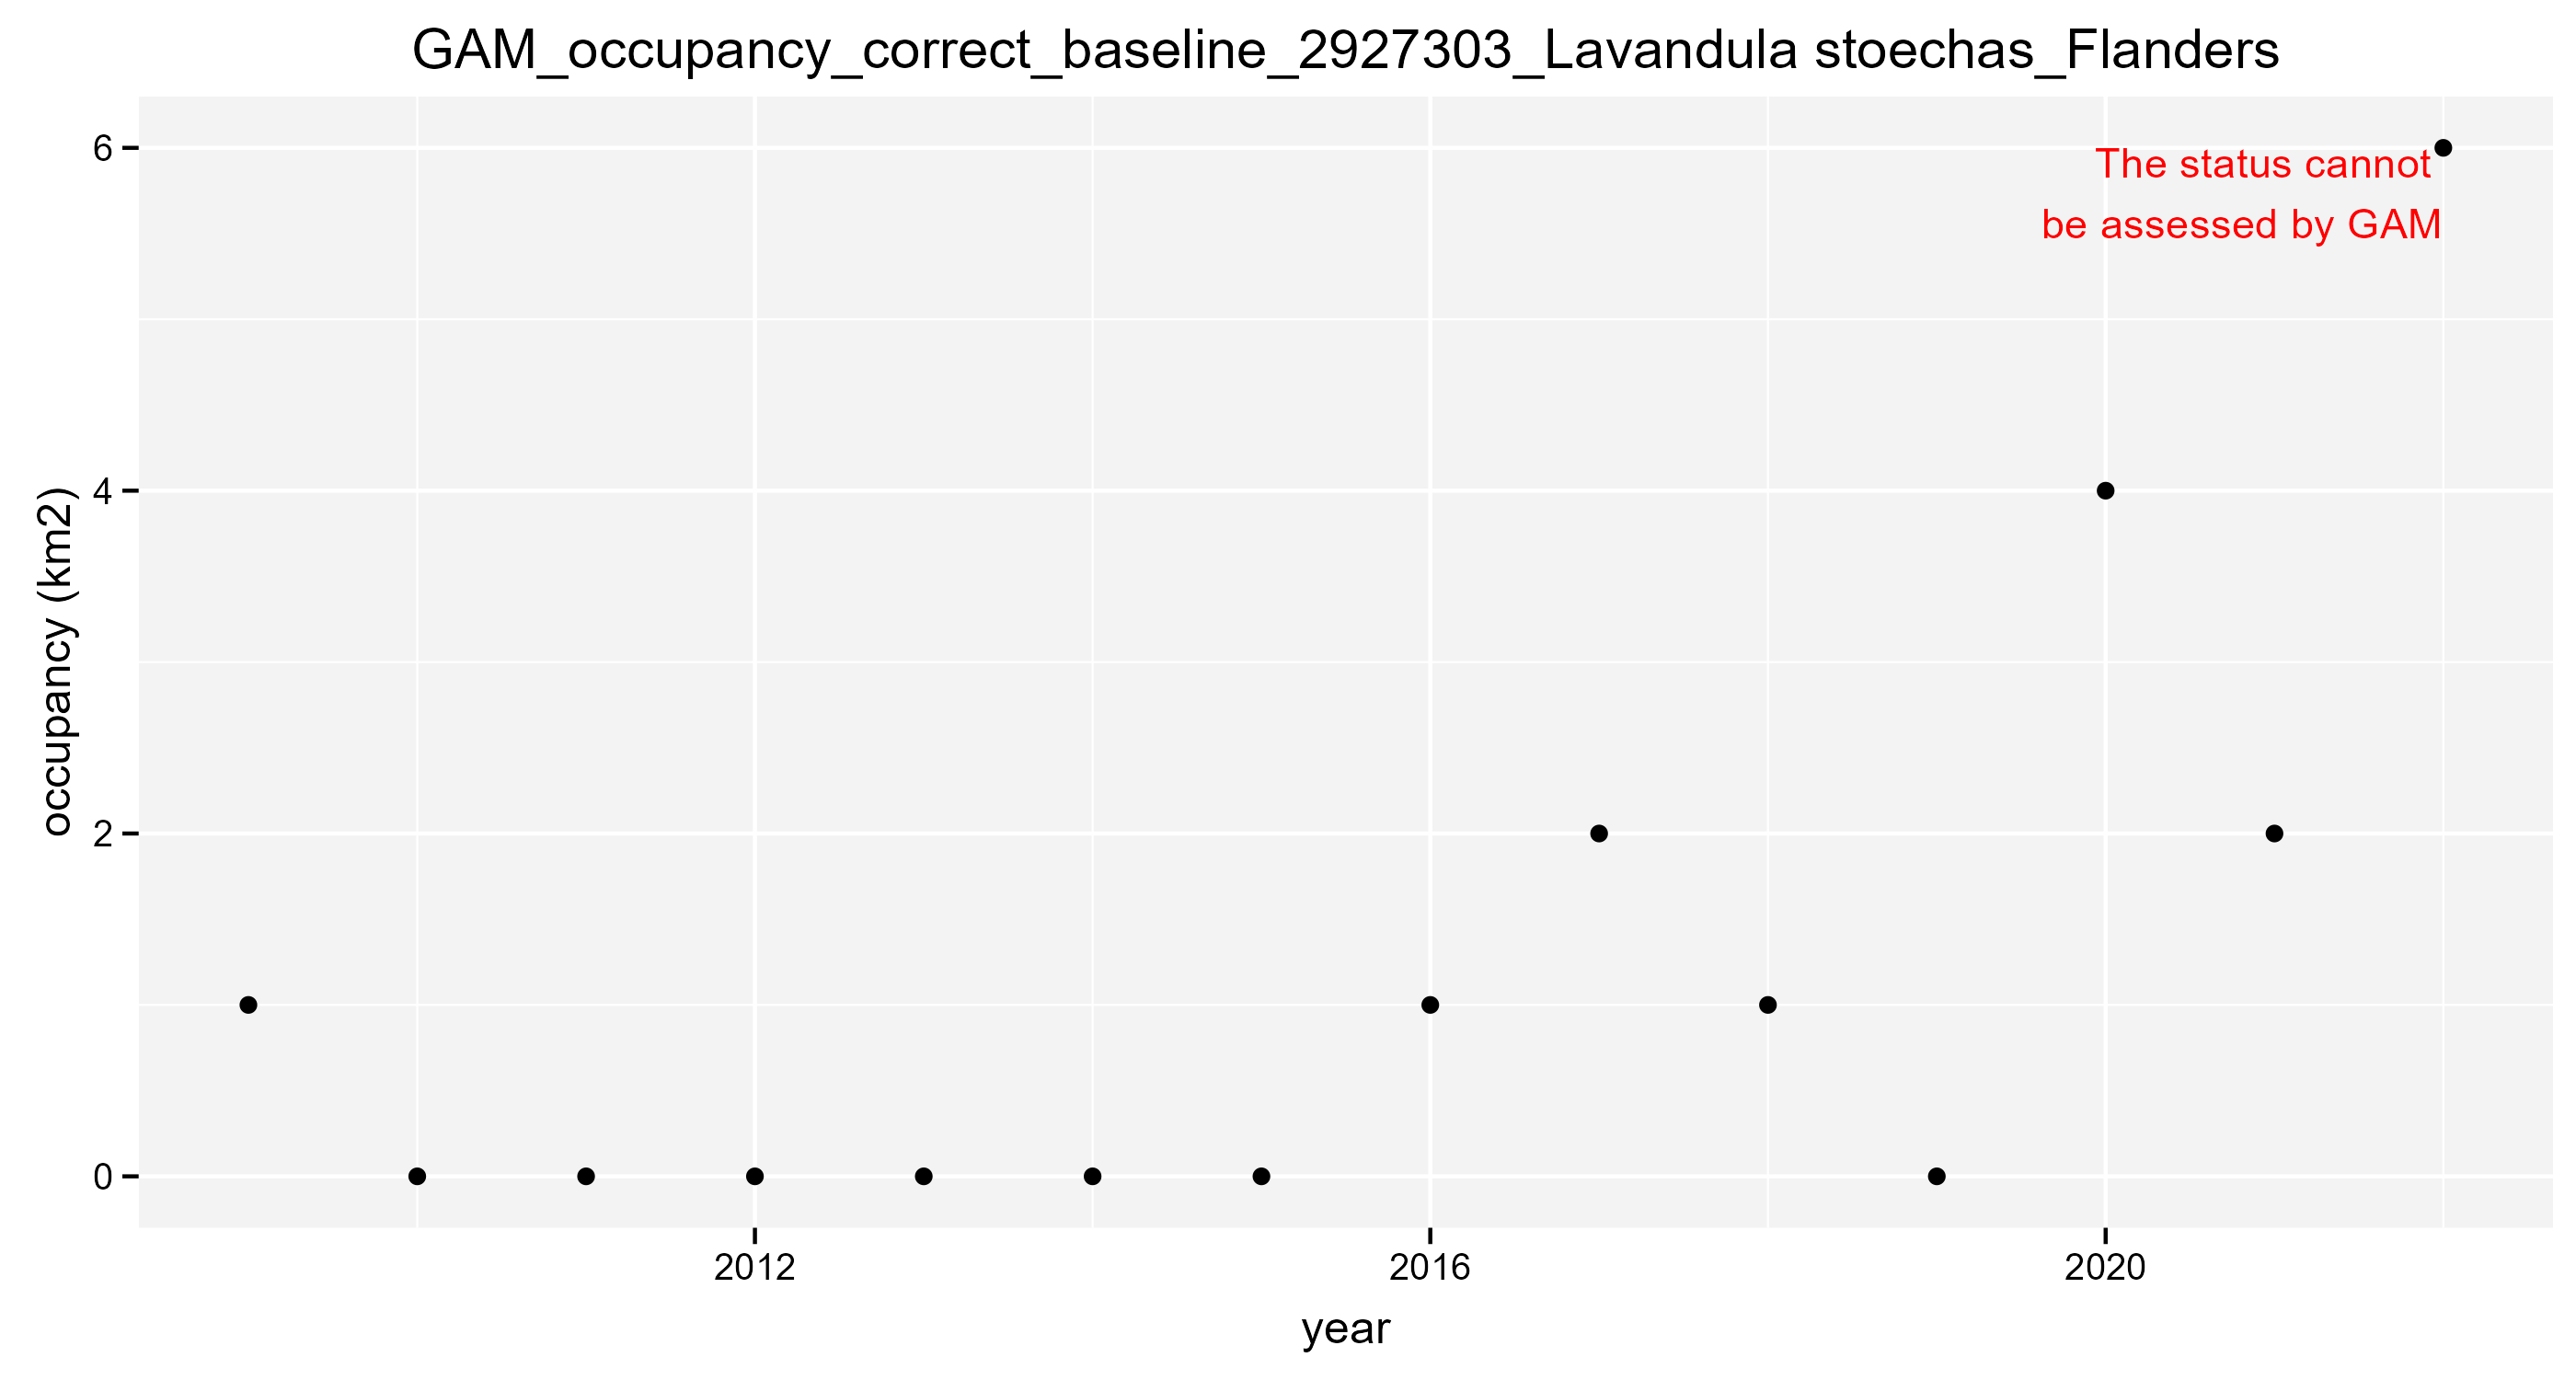 GAM_occupancy_correct_baseline_2927303_Lavandula stoechas_Flanders
6
The status cannot
be assessed by GAM
4
occupancy (km2)
2
0
2012
2016
2020
year